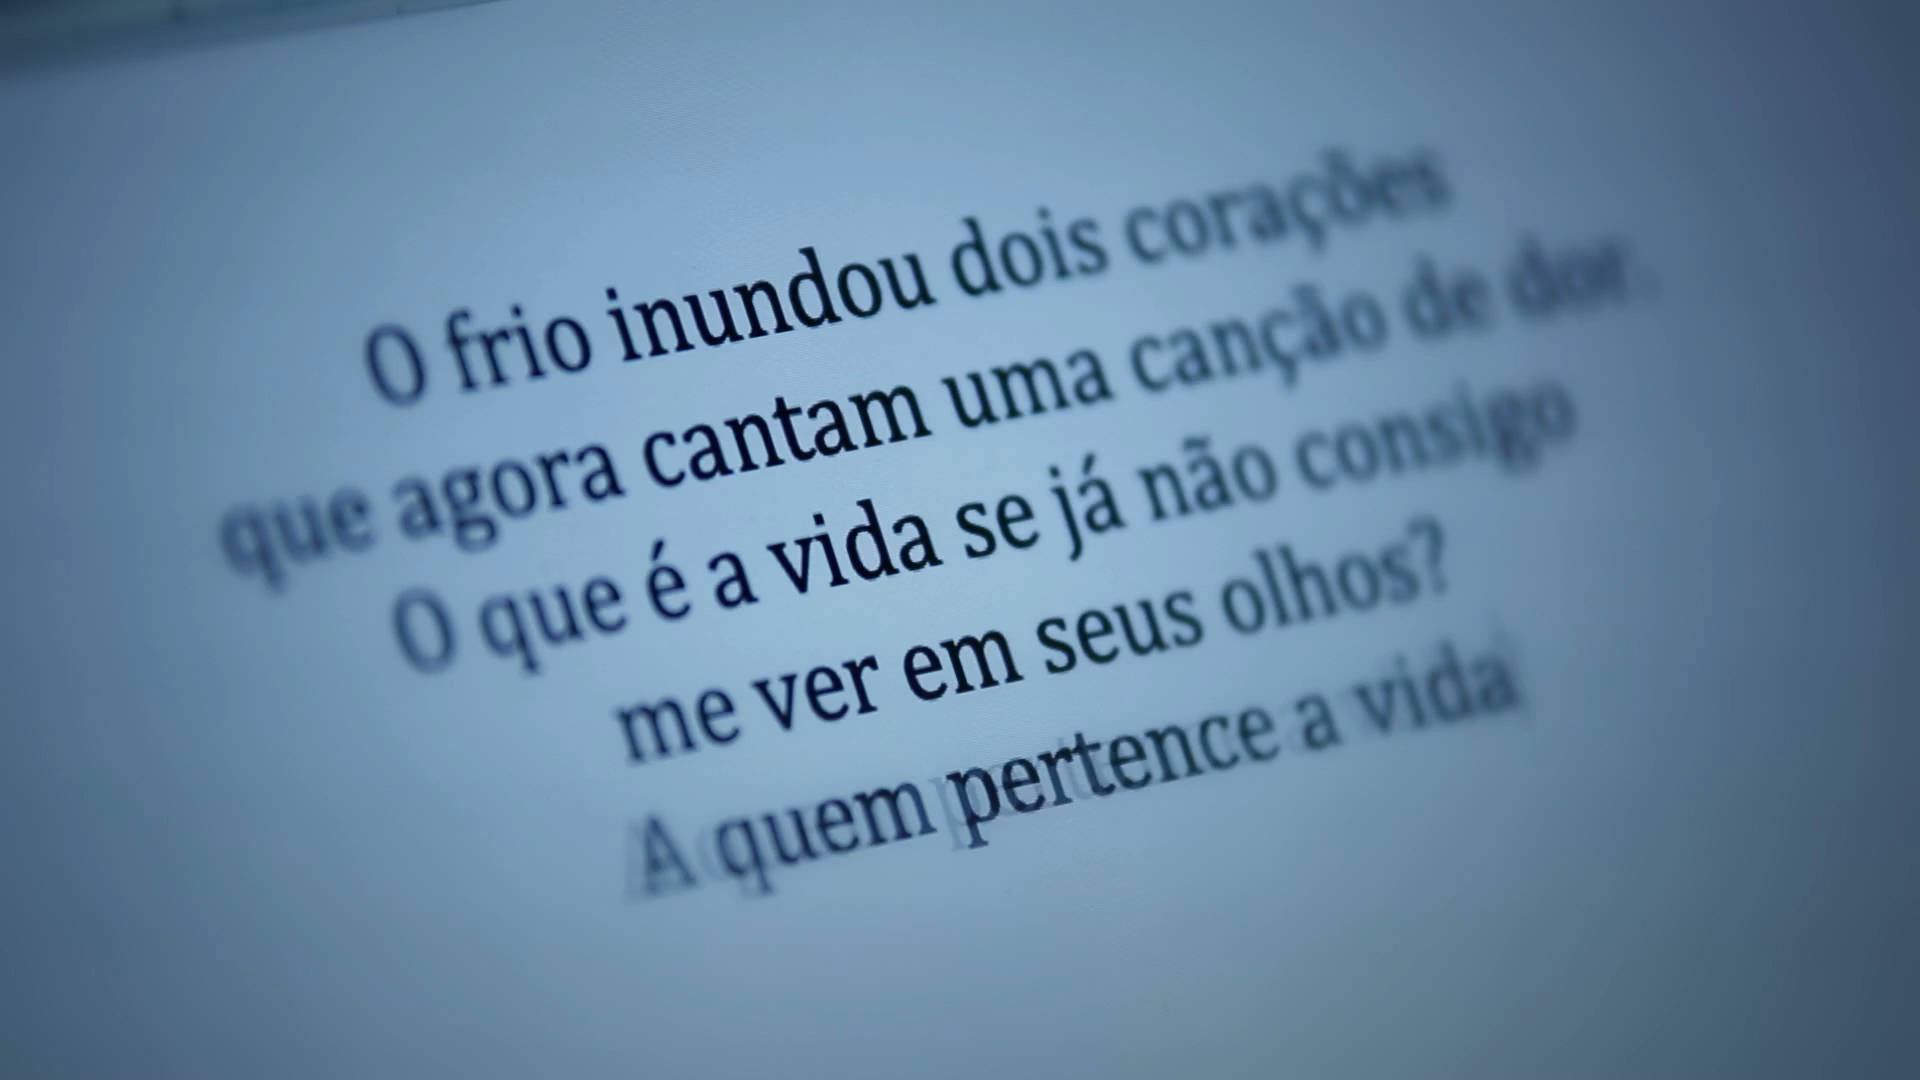 O frio inundou dois corações
que agora cantam uma canção de dor.
O que é a vida se já não consigo
me ver em seus olhos?
A quem pertence a vida